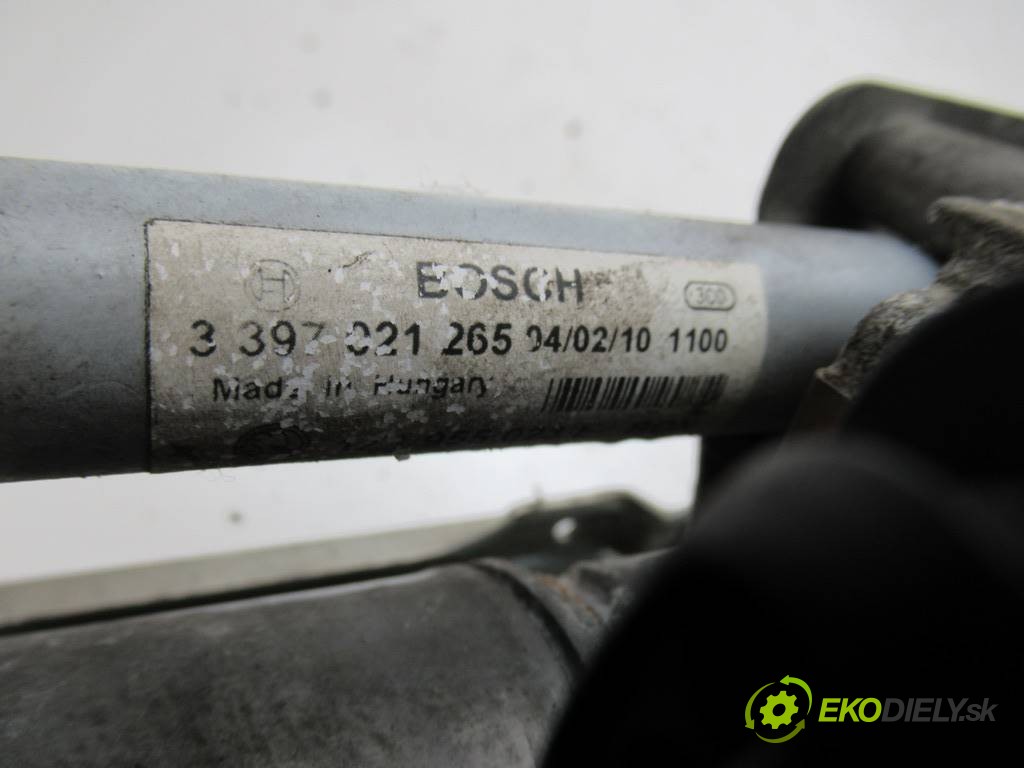 BOSCH
300
3 397 021 265 04/02/10 1100
Made in Hungary
EKODIELY.sk